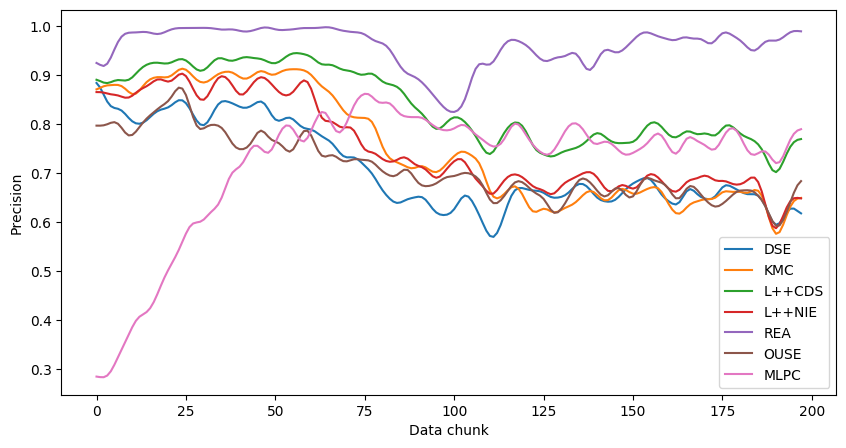 1.0
0.9
0.8
0.7
0.6
0.5
0.4
0.3
Precision
0
25
50
75
100
125
150
175
200
Data chunk
DSE
KMC
L++CDS
L++NIE
REA
OUSE
MLPC